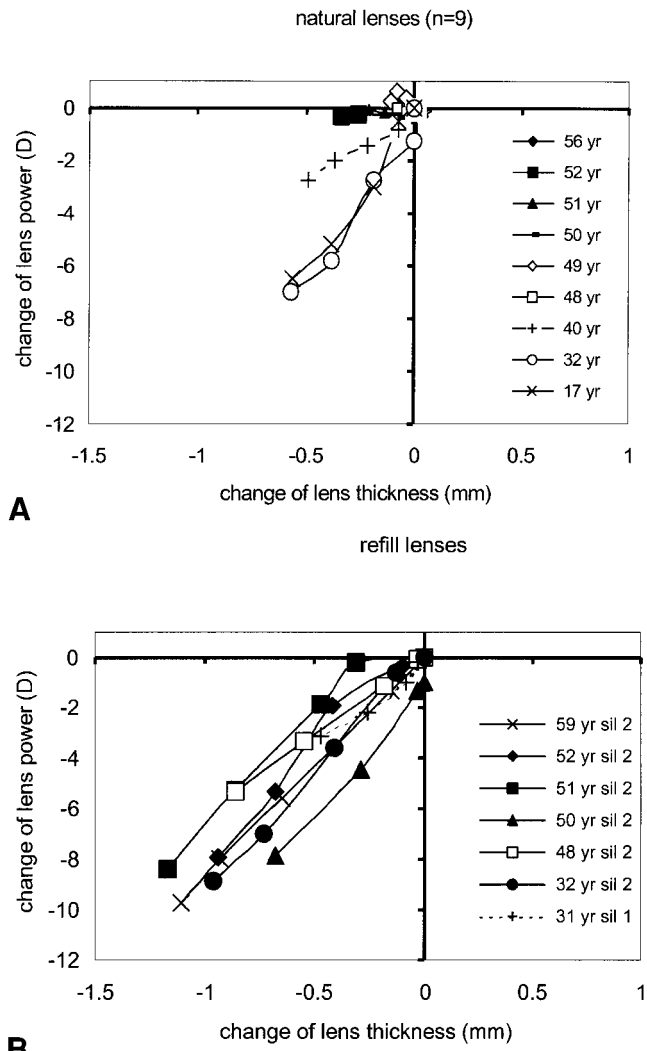 natural lenses (n=9)
0
-2
-4
-6
-8
-10
-12
change of lens power (D)
56 yr
52 yr
51 yr
50 yr
49 yr
48 yr
40 yr
32 yr
17 yr
-1.5 -1 -0.5 0 0.5 1
change of lens thickness (mm)
A
refill lenses
0
-2
-4
-6
-8
-10
-12
change of lens power (D)
59 yr sil 2
52 yr sil 2
51 yr sil 2
50 yr sil 2
48 yr sil 2
32 yr sil 2
31 yr sil 1
-1.5 -1 -0.5 0 0.5 1
change of lens thickness (mm)
B